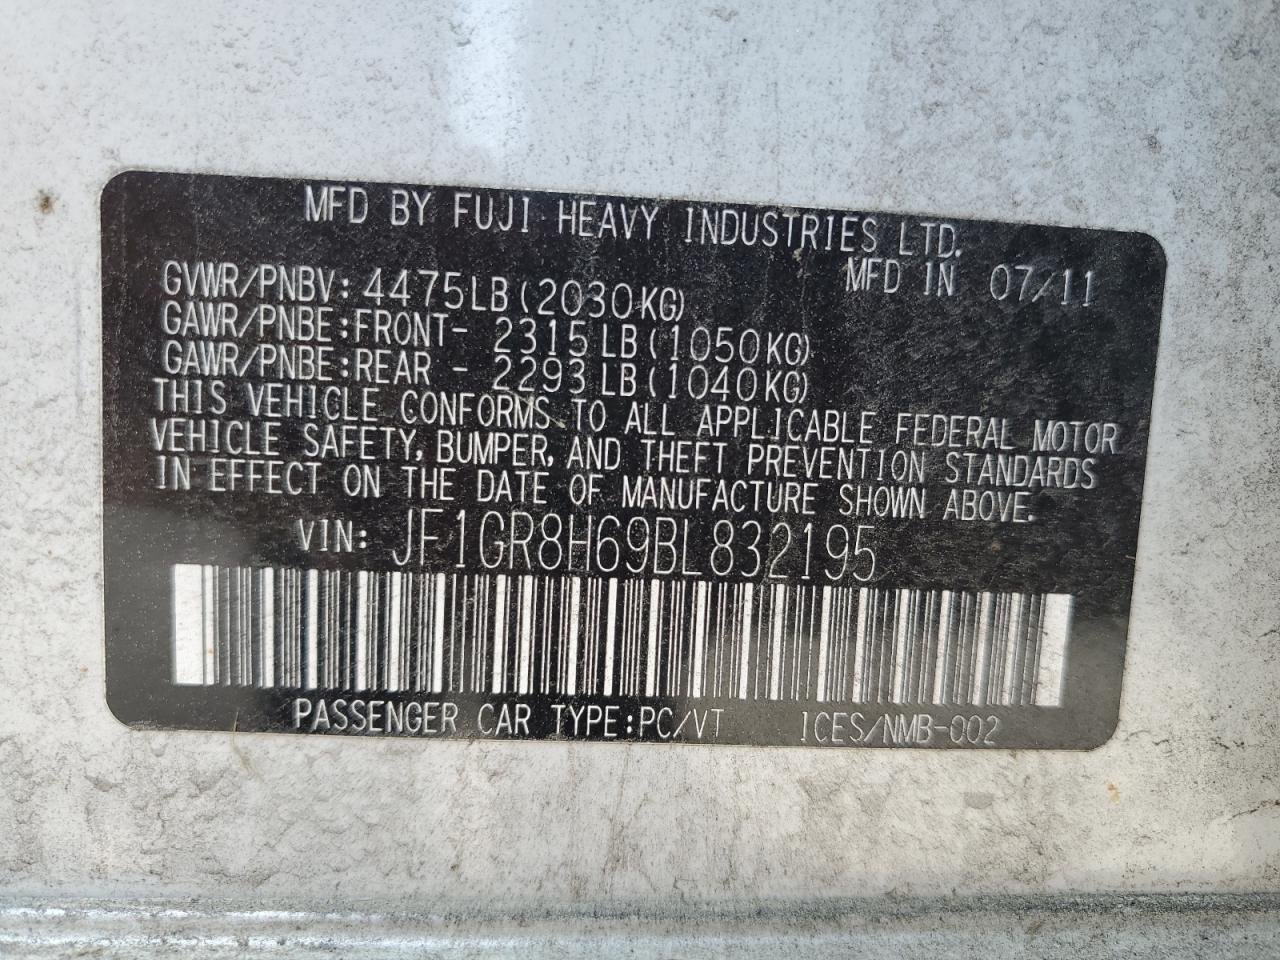 MFD BY FUJI HEAVY INDUSTRIES LTD.
MFD IN 07/11
GVWR/PNBV: 4475LB(2030KG)
GAWR/PNBE:FRONT- 2315LB(1050KG)
GAWR/PNBE:REAR - 2293LB(1040KG)
THIS VEHICLE CONFORMS TO ALL APPLICABLE FEDERAL MOTOR
VEHICLE SAFETY, BUMPER, AND THEFT PREVENTION STANDARDS
IN EFFECT ON THE DATE OF MANUFACTURE SHOWN ABOVE.
VIN: JF1GR8H69BL832195
PASSENGER CAR TYPE:PC/VT ICES/NMB-002